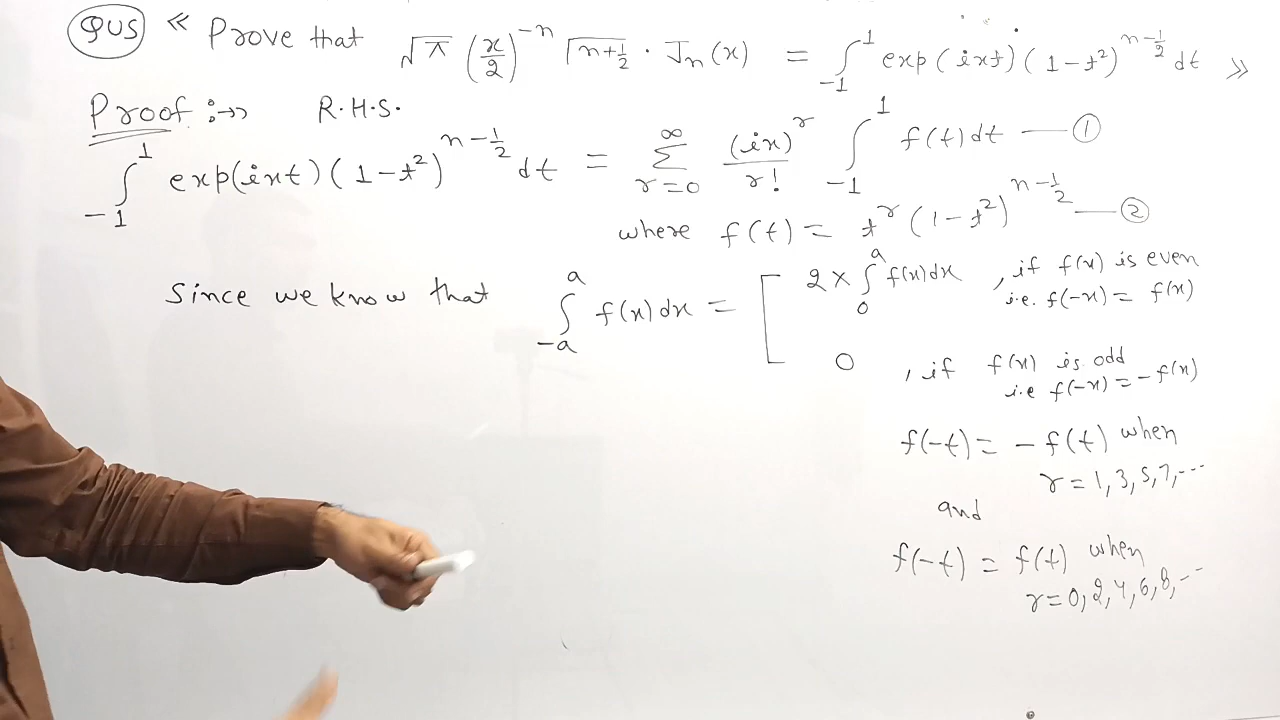 QUS « Prove that √π (x/2)^{-n} Γ(n+1/2) · J_n(x) = ∫_{-1}^{1} exp(ixt)(1-t²)^{n-1/2} dt »
Proof :→ R.H.S.
∫_{-1}^{1} exp(ixt)(1-t²)^{n-1/2} dt = Σ_{r=0}^{∞} (ix)^r / r! ∫_{-1}^{1} f(t)dt — ①
where f(t) = t^r (1-t²)^{n-1/2} — ②
Since we know that ∫_{-a}^{a} f(x)dx = [ 2 × ∫_{0}^{a} f(x)dx , if f(x) is even
i.e. f(-x) = f(x)
0 , if f(x) is odd
i.e f(-x) = -f(x)
f(-t) = - f(t) when
r = 1, 3, 5, 7, ...
and
f(-t) = f(t) when
r = 0, 2, 4, 6, 8, ...